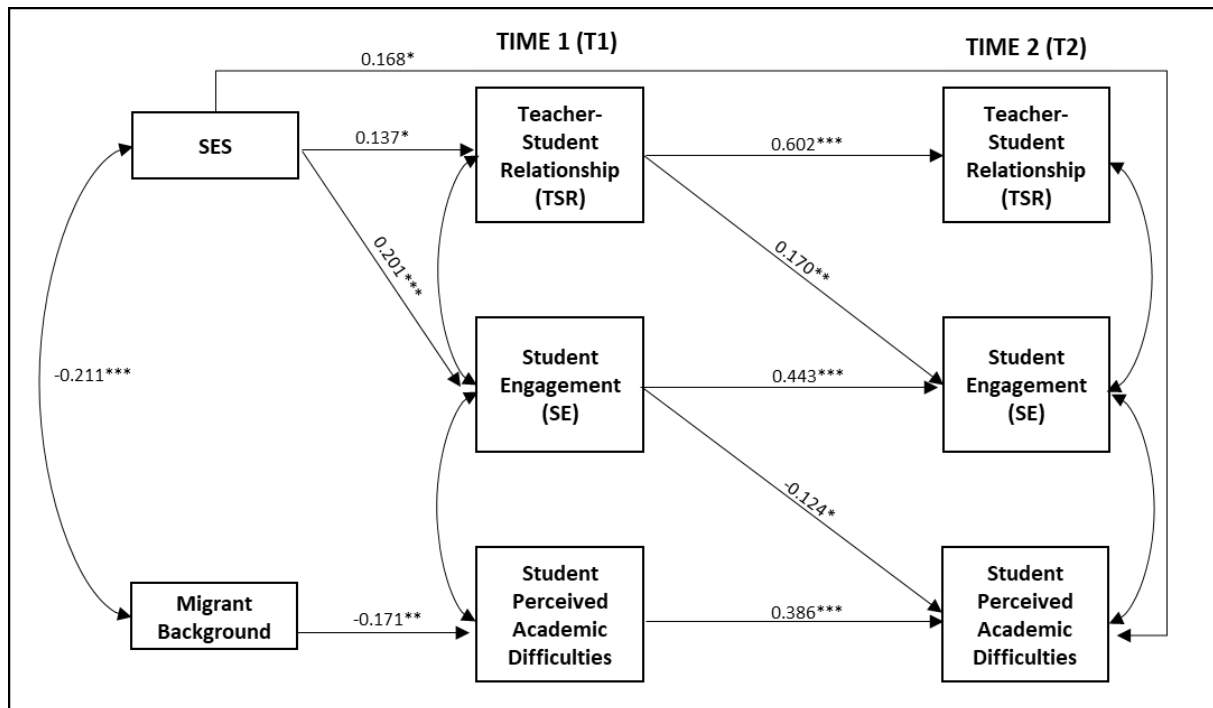 TIME 1 (T1)
TIME 2 (T2)
0.168*
SES
0.137*
Teacher-
Student
Relationship
(TSR)
0.602***
Teacher-
Student
Relationship
(TSR)
0.201***
0.170**
-0.211***
Student
Engagement
(SE)
0.443***
Student
Engagement
(SE)
-0.124*
Migrant
Background
-0.171**
Student
Perceived
Academic
Difficulties
0.386***
Student
Perceived
Academic
Difficulties